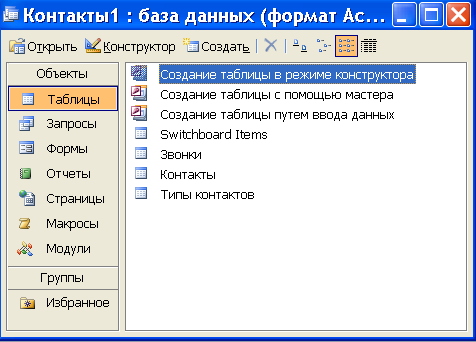 Контакты1 : база данных (формат Ac...
Открыть Конструктор Создать
Объекты
Таблицы
Запросы
Формы
Отчеты
Страницы
Макросы
Модули
Группы
Избранное
Создание таблицы в режиме конструктора
Создание таблицы с помощью мастера
Создание таблицы путем ввода данных
Switchboard Items
Звонки
Контакты
Типы контактов